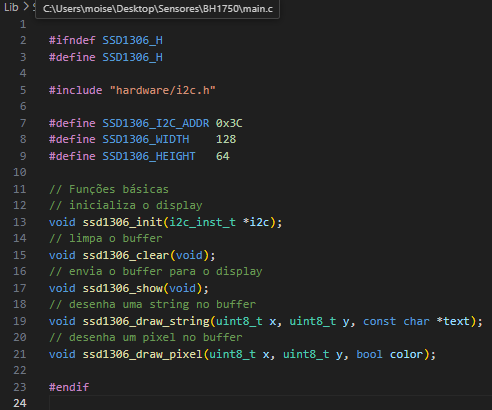 Lib > S
C:\Users\moise\Desktop\Sensores\BH1750\main.c
1
2 #ifndef SSD1306_H
3 #define SSD1306_H
4
5 #include "hardware/i2c.h"
6
7 #define SSD1306_I2C_ADDR 0x3C
8 #define SSD1306_WIDTH    128
9 #define SSD1306_HEIGHT   64
10
11 // Funções básicas
12 // inicializa o display
13 void ssd1306_init(i2c_inst_t *i2c);
14 // limpa o buffer
15 void ssd1306_clear(void);
16 // envia o buffer para o display
17 void ssd1306_show(void);
18 // desenha uma string no buffer
19 void ssd1306_draw_string(uint8_t x, uint8_t y, const char *text);
20 // desenha um pixel no buffer
21 void ssd1306_draw_pixel(uint8_t x, uint8_t y, bool color);
22
23 #endif
24